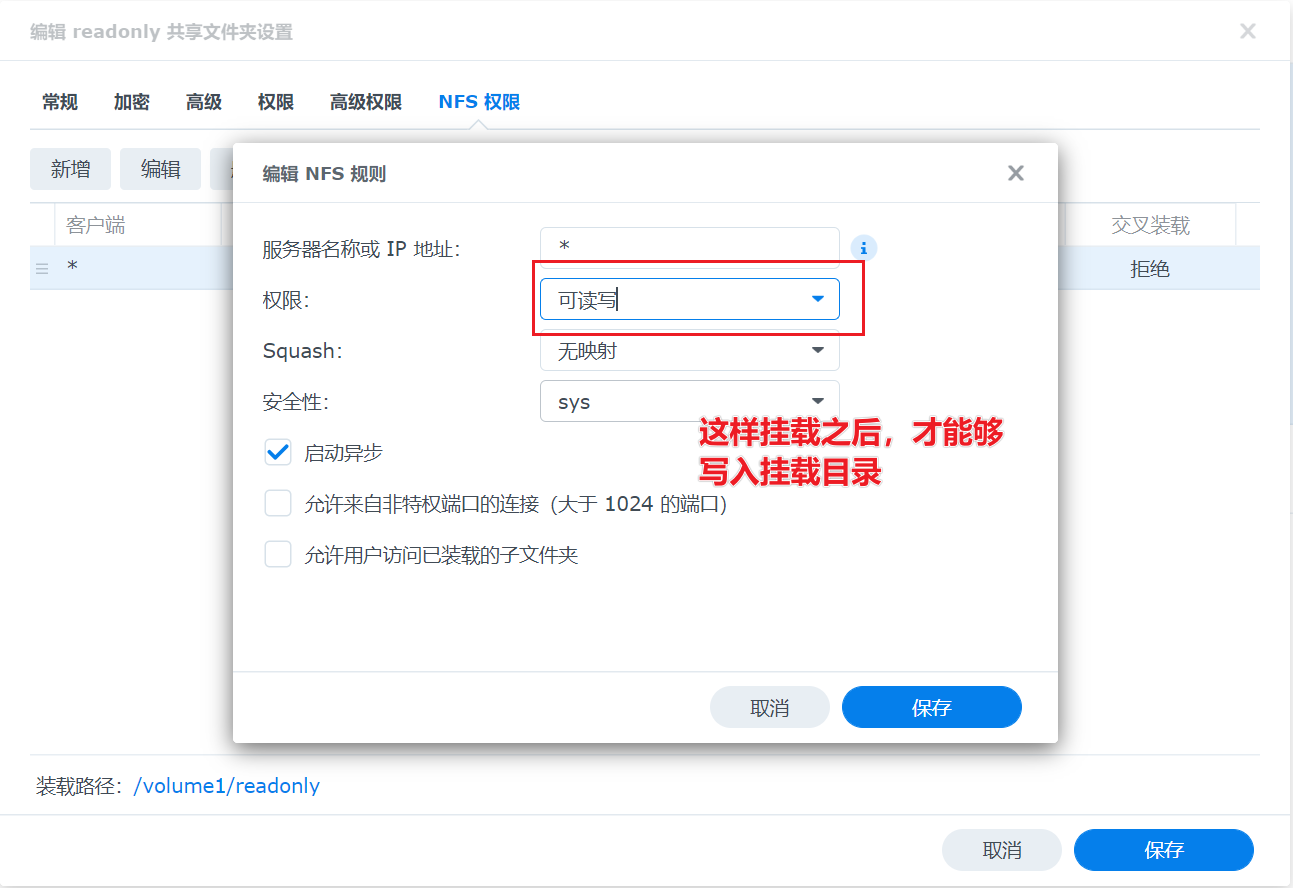 编辑 readonly 共享文件夹设置
常规 加密 高级 权限 高级权限 NFS 权限
新增 编辑
客户端 交叉装载
* 拒绝
编辑 NFS 规则
服务器名称或 IP 地址: *
权限: 可读写
Squash: 无映射
安全性: sys
这样挂载之后，才能够
写入挂载目录
启动异步
允许来自非特权端口的连接（大于 1024 的端口）
允许用户访问已装载的子文件夹
取消 保存
装载路径: /volume1/readonly
取消 保存